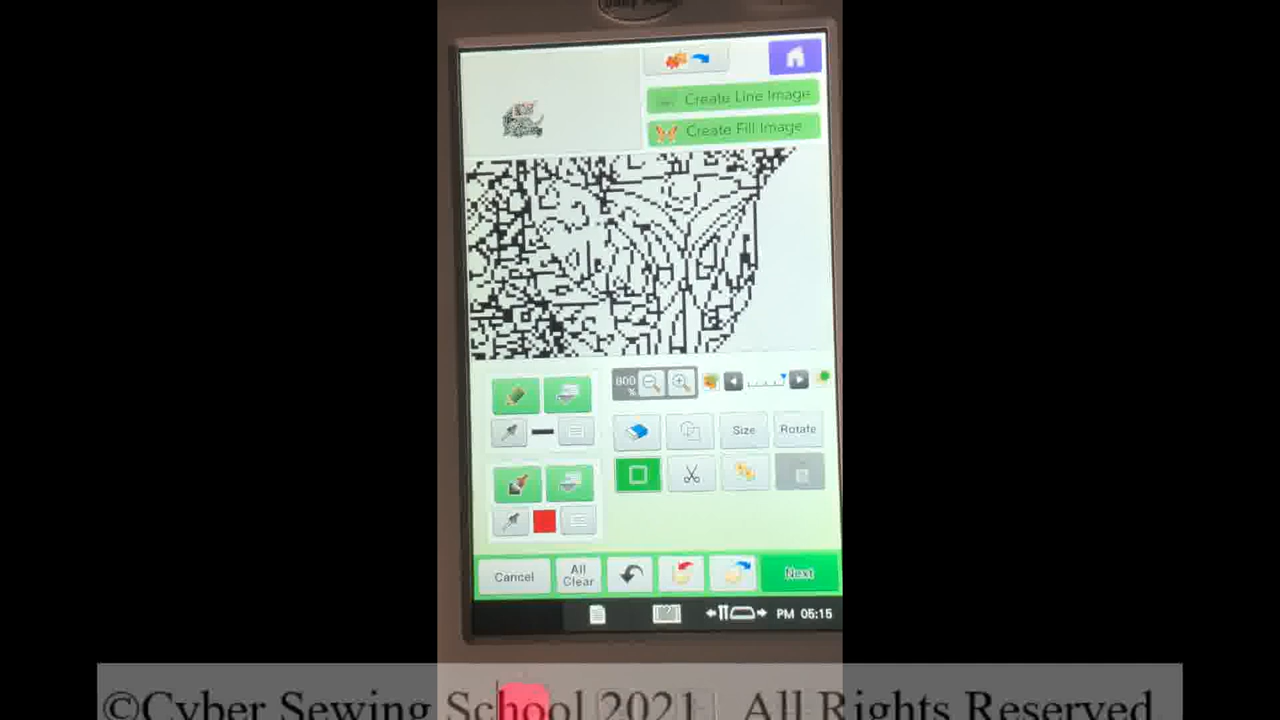 Create Line Image
Create Fill Image
800
%
Size
Rotate
Cancel
All
Clear
Next
PM 05:15
©Cyber Sewing School 2021 All Rights Reserved